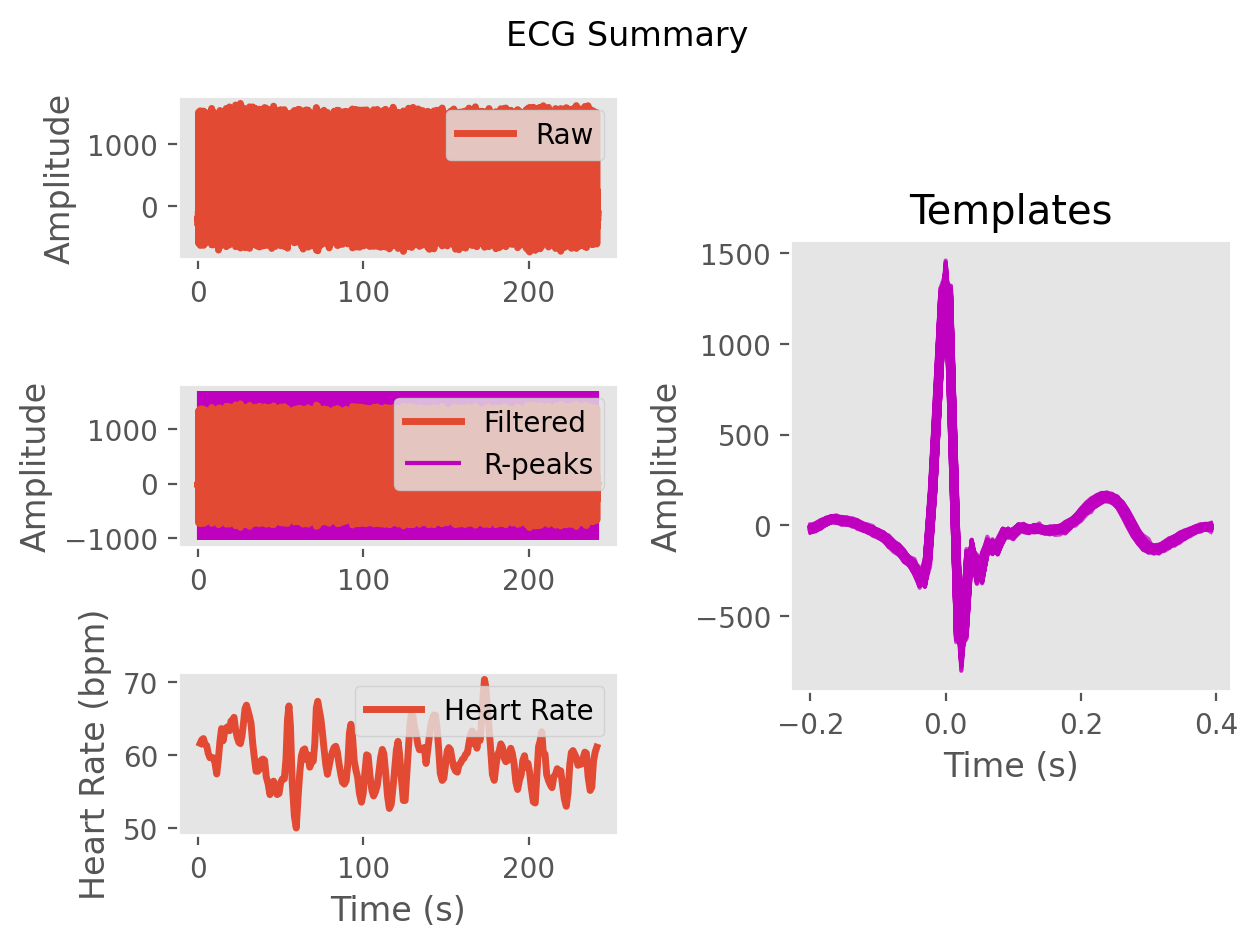 ECG Summary
Amplitude
1000
0
Raw
0 100 200
Amplitude
1000
0
−1000
Filtered
R-peaks
0 100 200
Heart Rate (bpm)
70
60
50
Heart Rate
0 100 200
Time (s)
Templates
Amplitude
1500
1000
500
0
−500
−0.2 0.0 0.2 0.4
Time (s)